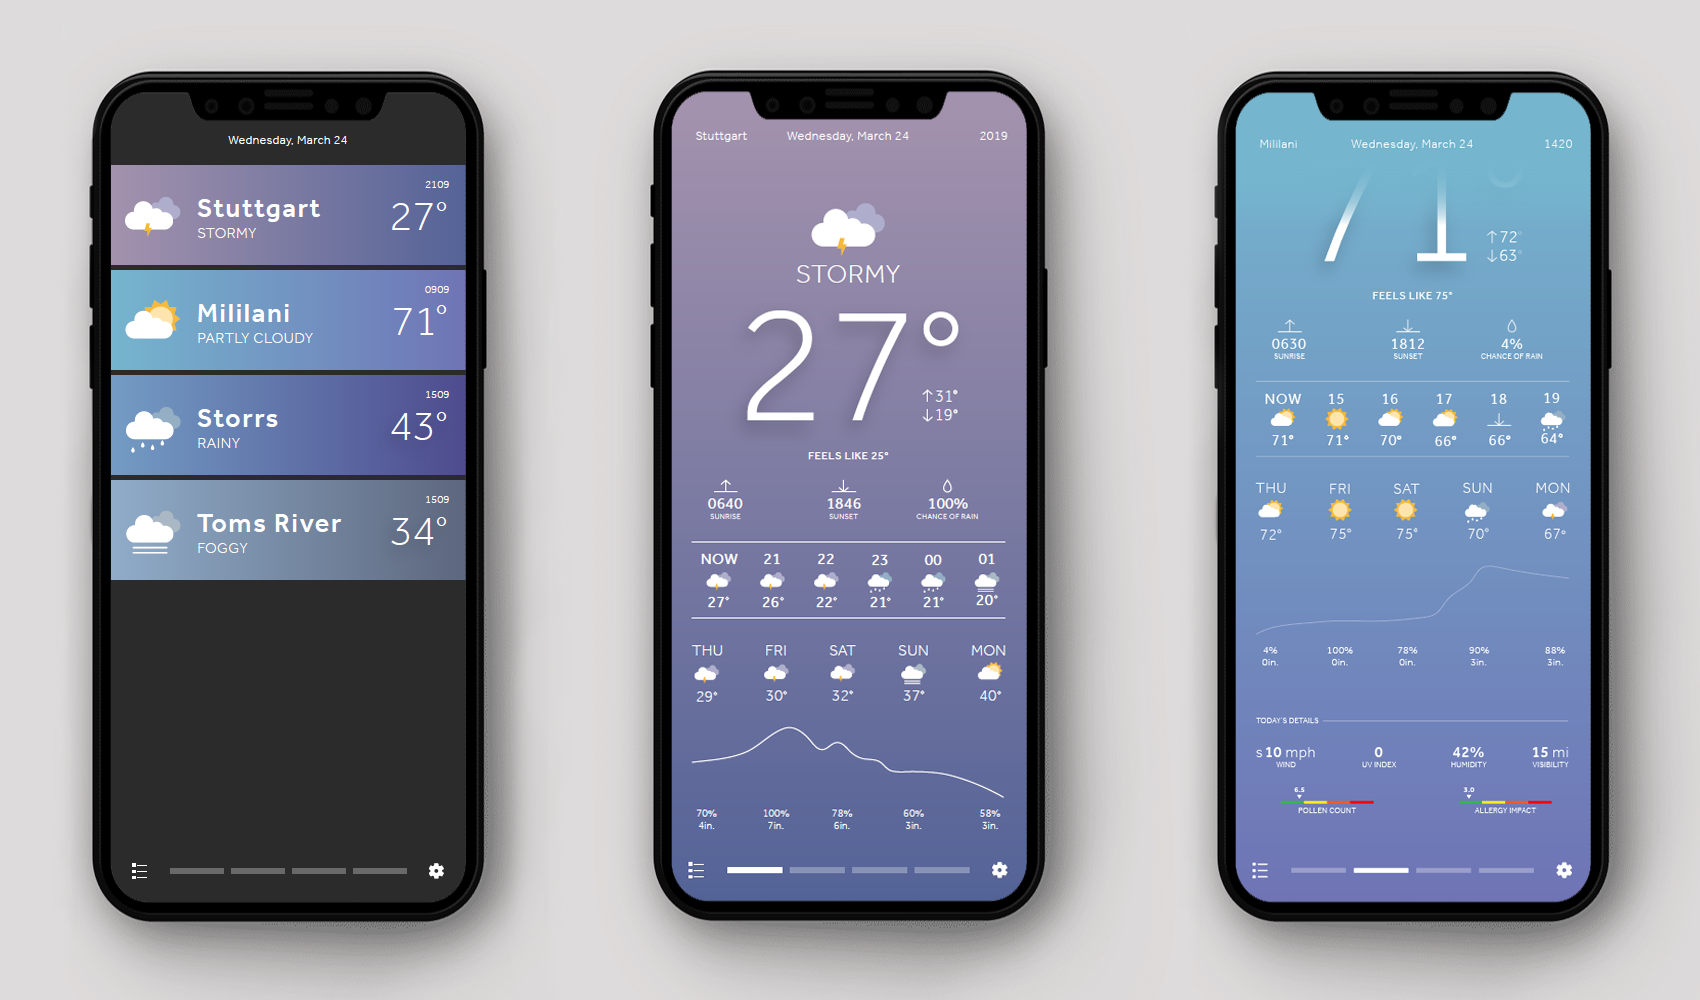 Wednesday, March 24
2109
Stuttgart 27°
STORMY
0909
Mililani 71°
PARTLY CLOUDY
1509
Storrs 43°
RAINY
1509
Toms River 34°
FOGGY
Stuttgart Wednesday, March 24 2019
STORMY
27°
↑31°
↓19°
FEELS LIKE 25°
0640 1846 100%
SUNRISE SUNSET CHANCE OF RAIN
NOW 21 22 23 00 01
27° 26° 22° 21° 21° 20°
THU FRI SAT SUN MON
29° 30° 32° 37° 40°
70% 100% 78% 60% 58%
4in. 7in. 6in. 3in. 3in.
Mililani Wednesday, March 24 1420
71°
↑72°
↓63°
FEELS LIKE 75°
0630 1812 4%
SUNRISE SUNSET CHANCE OF RAIN
NOW 15 16 17 18 19
71° 71° 70° 66° 66° 64°
THU FRI SAT SUN MON
72° 75° 75° 70° 67°
4% 100% 78% 90% 88%
0in. 0in. 0in. 3in. 3in.
TODAY'S DETAILS
s 10 mph 0 42% 15 mi
WIND UV INDEX HUMIDITY VISIBILITY
6.5 3.0
POLLEN COUNT ALLERGY IMPACT